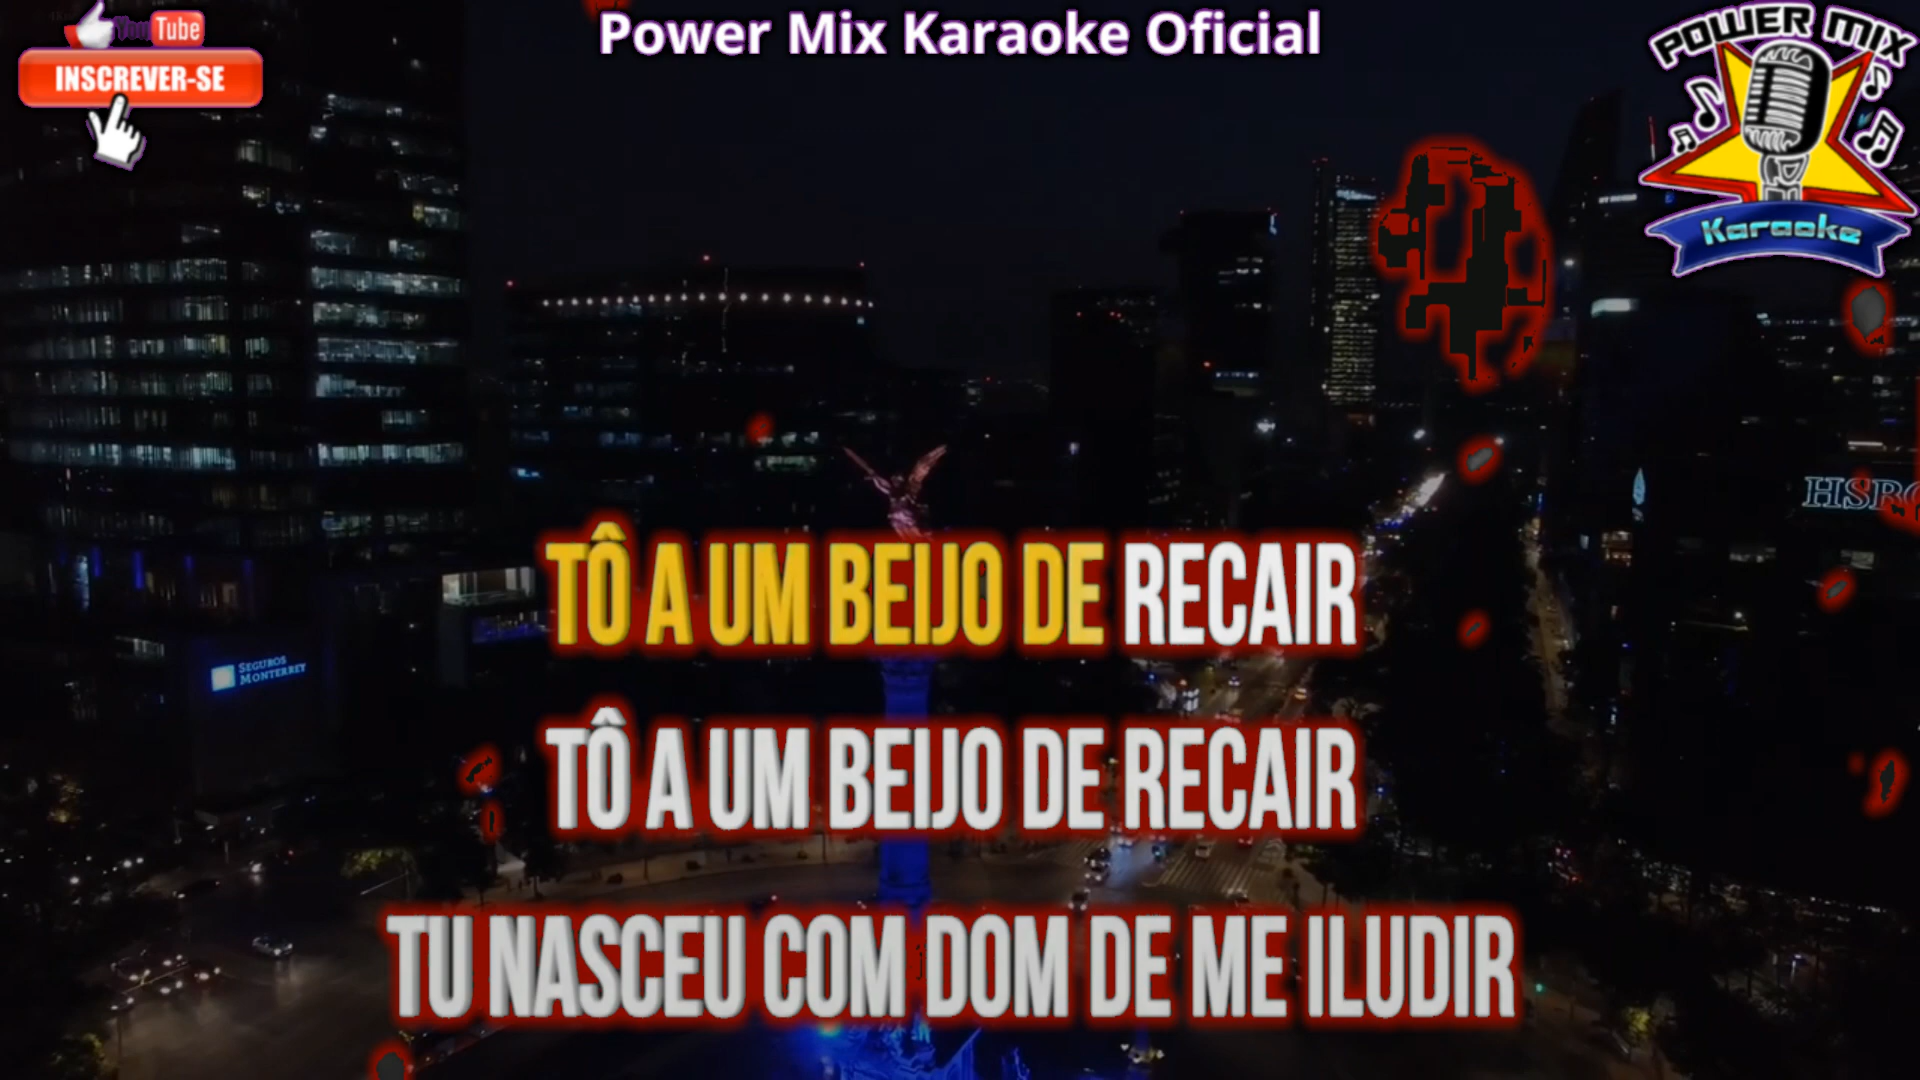 YouTube
INSCREVER-SE
Power Mix Karaoke Oficial
POWER MIX
Karaoke
HSBC
SEGUROS
MONTERREY
TÔ A UM BEIJO DE RECAIR
TÔ A UM BEIJO DE RECAIR
TU NASCEU COM DOM DE ME ILUDIR